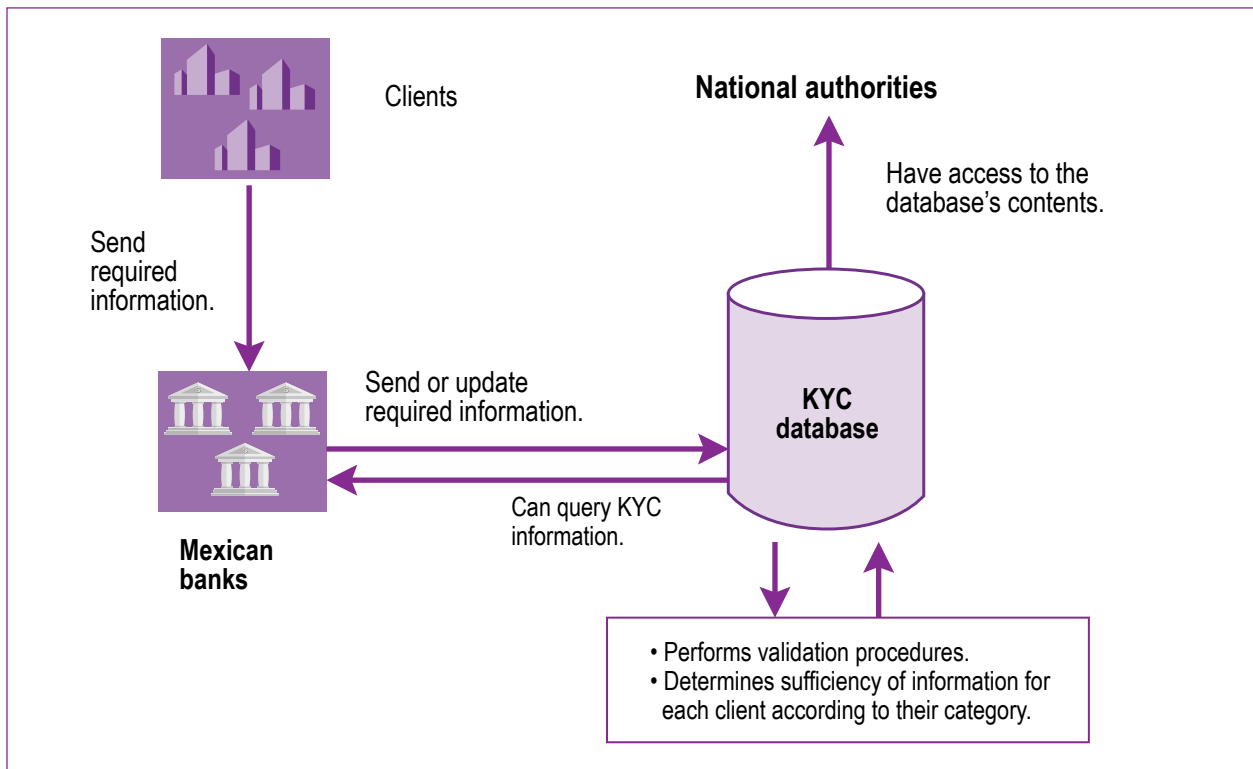 Clients
National authorities
Have access to the
database’s contents.
Send
required
information.
Send or update
required information.
KYC
database
Can query KYC
information.
Mexican
banks
• Performs validation procedures.
• Determines sufficiency of information for
each client according to their category.